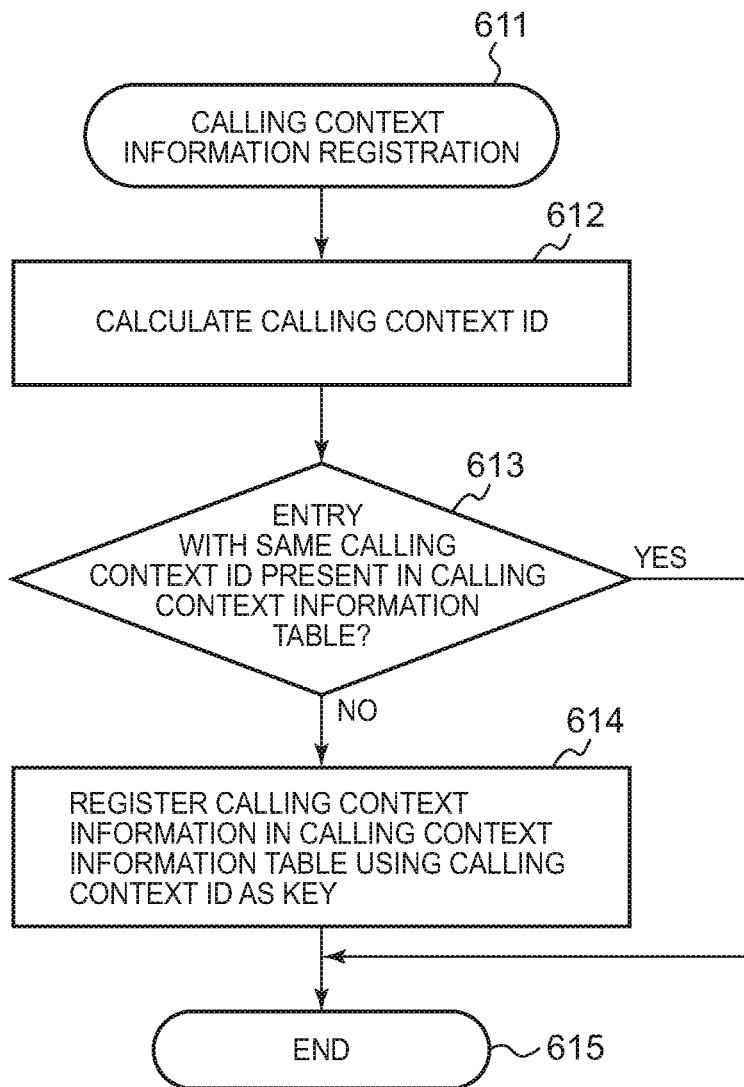 611
CALLING CONTEXT
INFORMATION REGISTRATION
612
CALCULATE CALLING CONTEXT ID
613
ENTRY
WITH SAME CALLING
CONTEXT ID PRESENT IN CALLING
CONTEXT INFORMATION
TABLE?
YES
NO
614
REGISTER CALLING CONTEXT
INFORMATION IN CALLING CONTEXT
INFORMATION TABLE USING CALLING
CONTEXT ID AS KEY
END
615